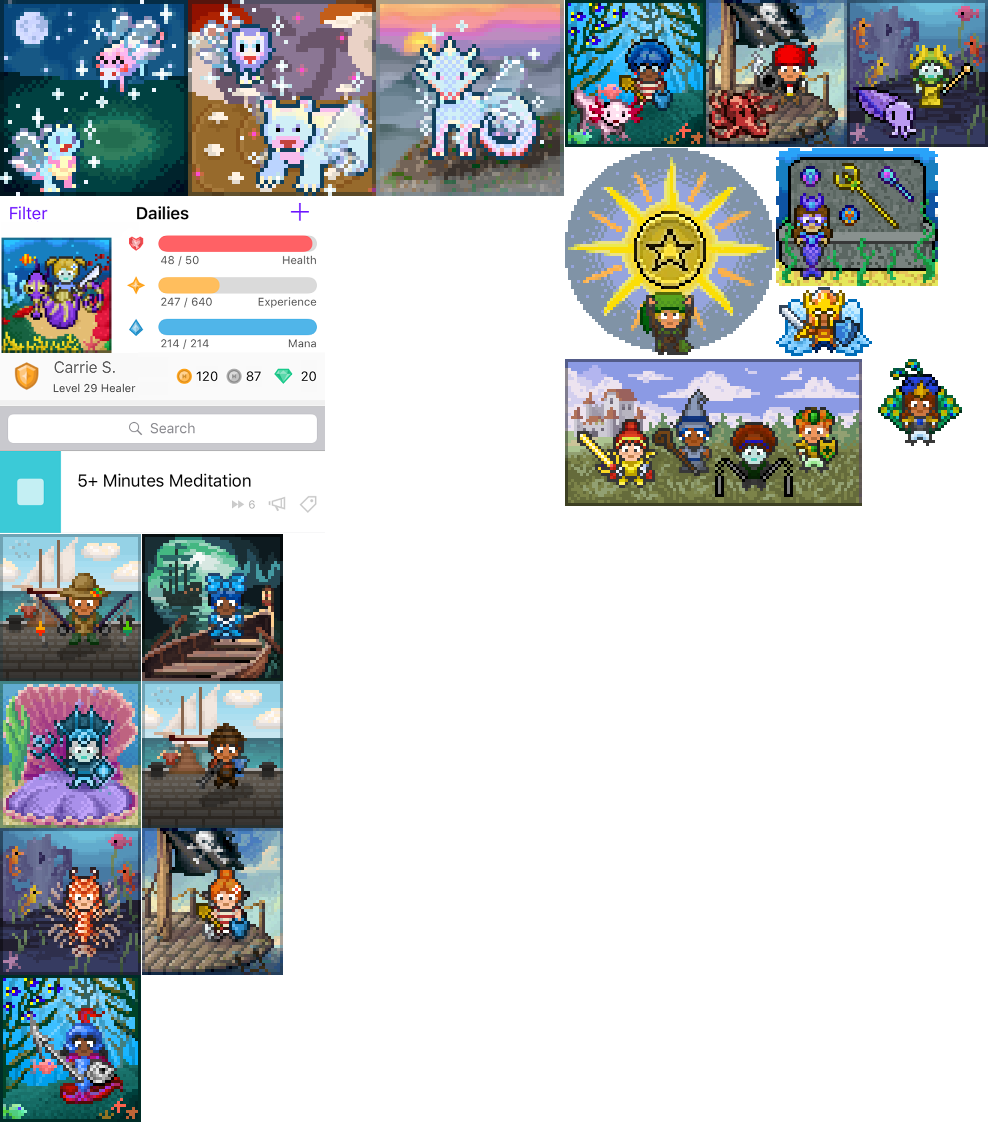 Filter
Dailies
48 / 50
Health
247 / 640
Experience
214 / 214
Mana
Carrie S.
Level 29 Healer
120
87
20
Search
5+ Minutes Meditation
6